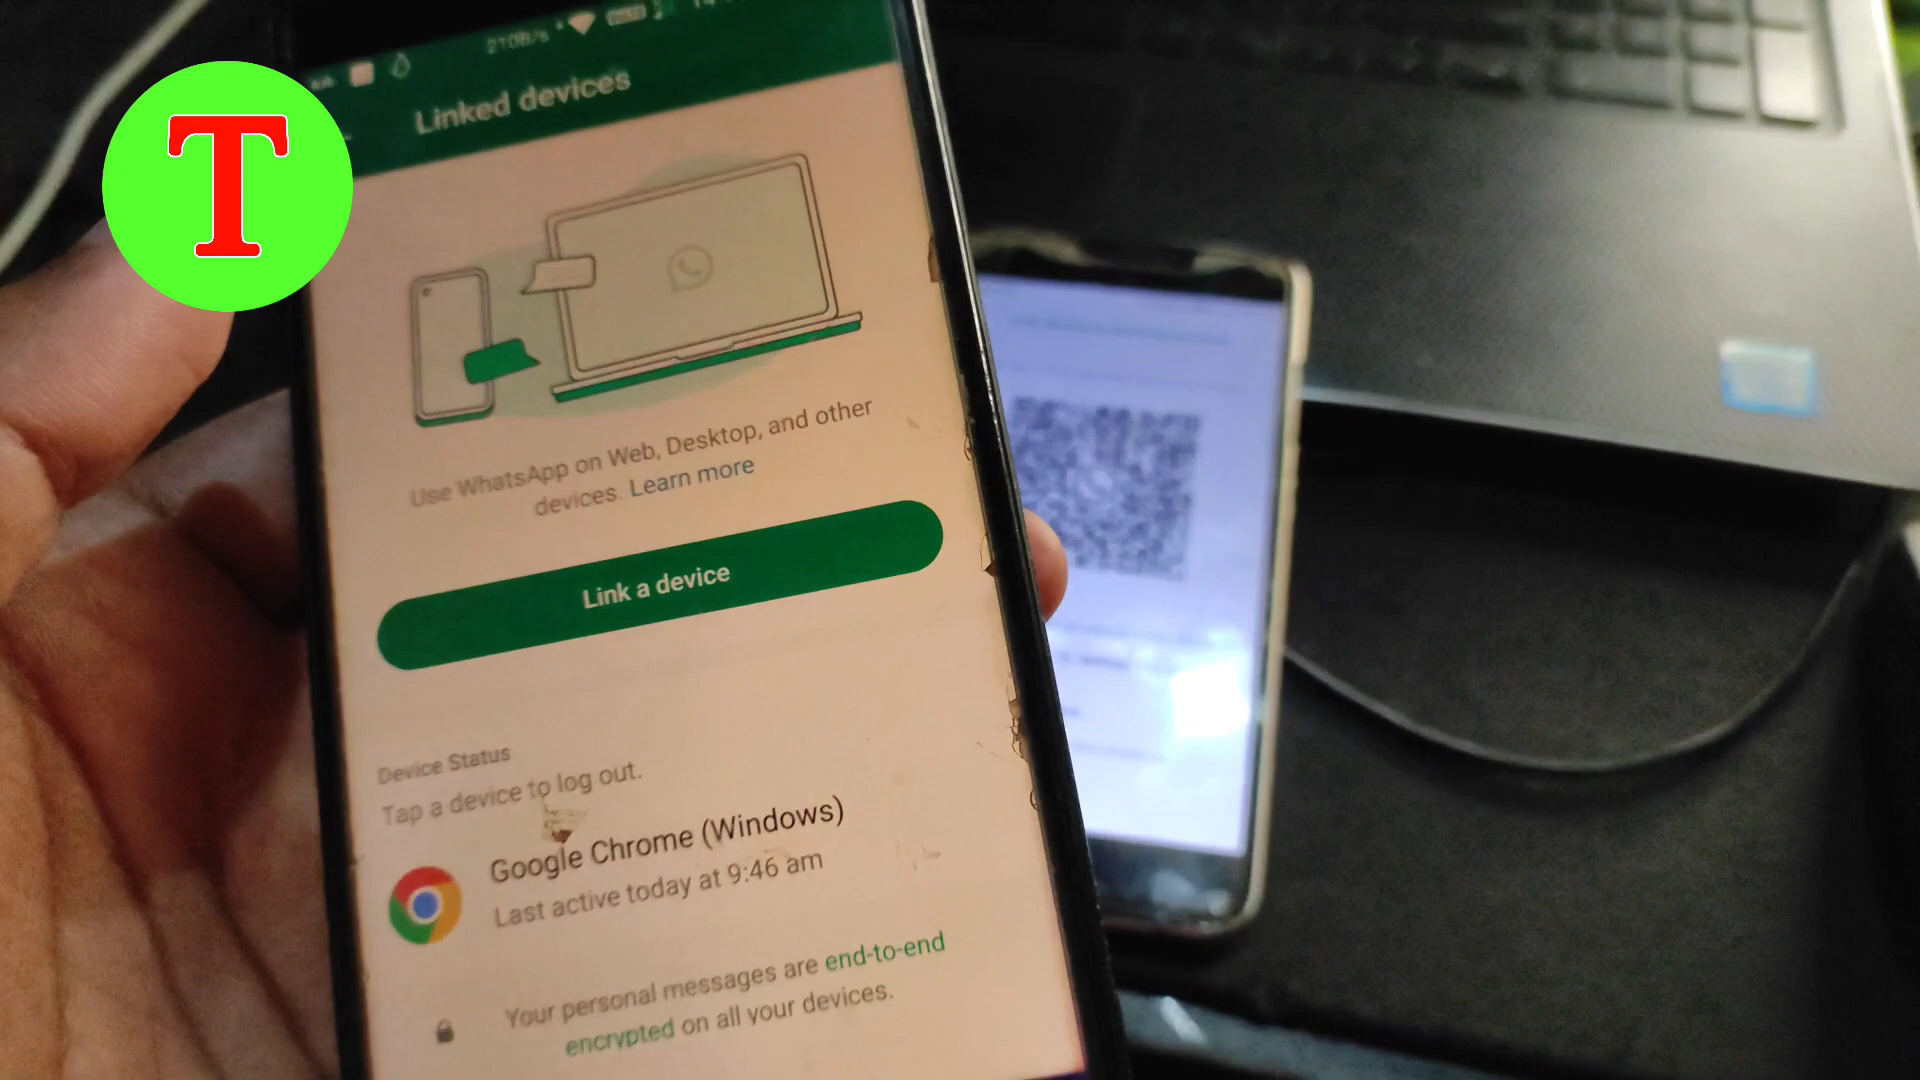 T
210B/s
Linked devices
Use WhatsApp on Web, Desktop, and other
devices. Learn more
Link a device
Device Status
Tap a device to log out.
Google Chrome (Windows)
Last active today at 9:46 am
Your personal messages are end-to-end
encrypted on all your devices.